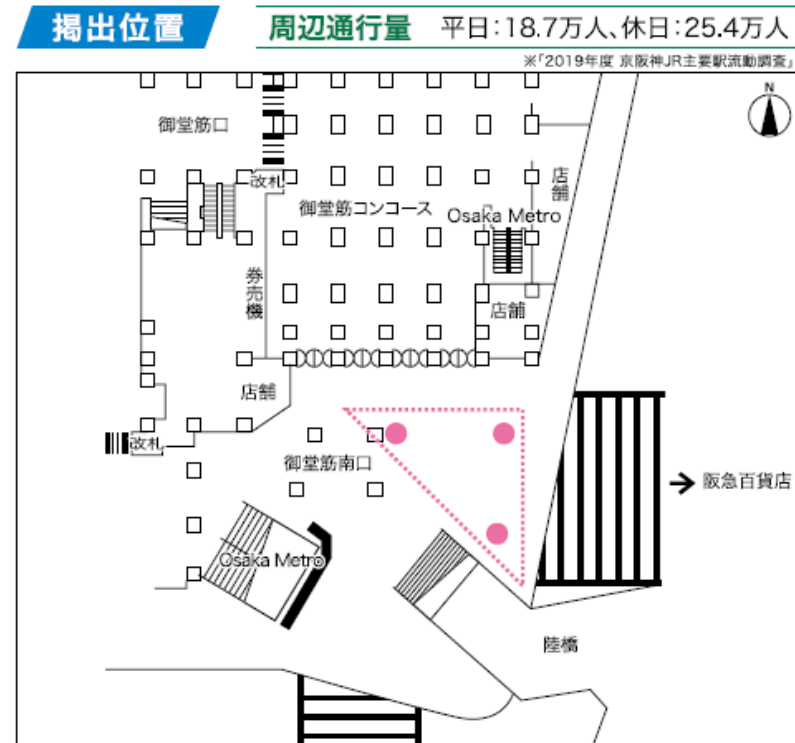 掲出位置
周辺通行量 平日：18.7万人、休日：25.4万人
※「2019年度 京阪神JR主要駅流動調査」
N
御堂筋口
改札
御堂筋コンコース
店舗
Osaka Metro
券売機
店舗
店舗
改札
御堂筋南口
阪急百貨店
Osaka Metro
陸橋